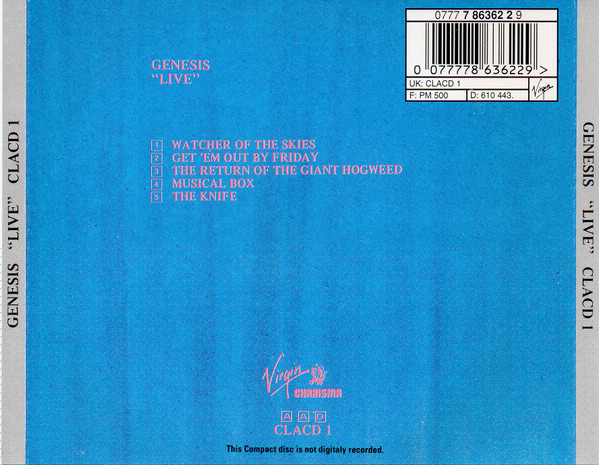 0777 7 86362 2 9
0 077778 636229 >
UK: CLACD 1
F: PM 500
D: 610 443.
Virgin
GENESIS
"LIVE"
1 WATCHER OF THE SKIES
2 GET 'EM OUT BY FRIDAY
3 THE RETURN OF THE GIANT HOGWEED
4 MUSICAL BOX
5 THE KNIFE
GENESIS "LIVE" CLACD 1
GENESIS "LIVE" CLACD 1
Virgin
CHARISMA
A A D
CLACD 1
This Compact disc is not digitaly recorded.